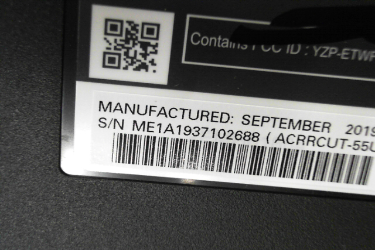 Contains FCC ID : YZP-ETWF
MANUFACTURED: SEPTEMBER 2019
S/N ME1A1937102688 ( ACRRCUT-55U